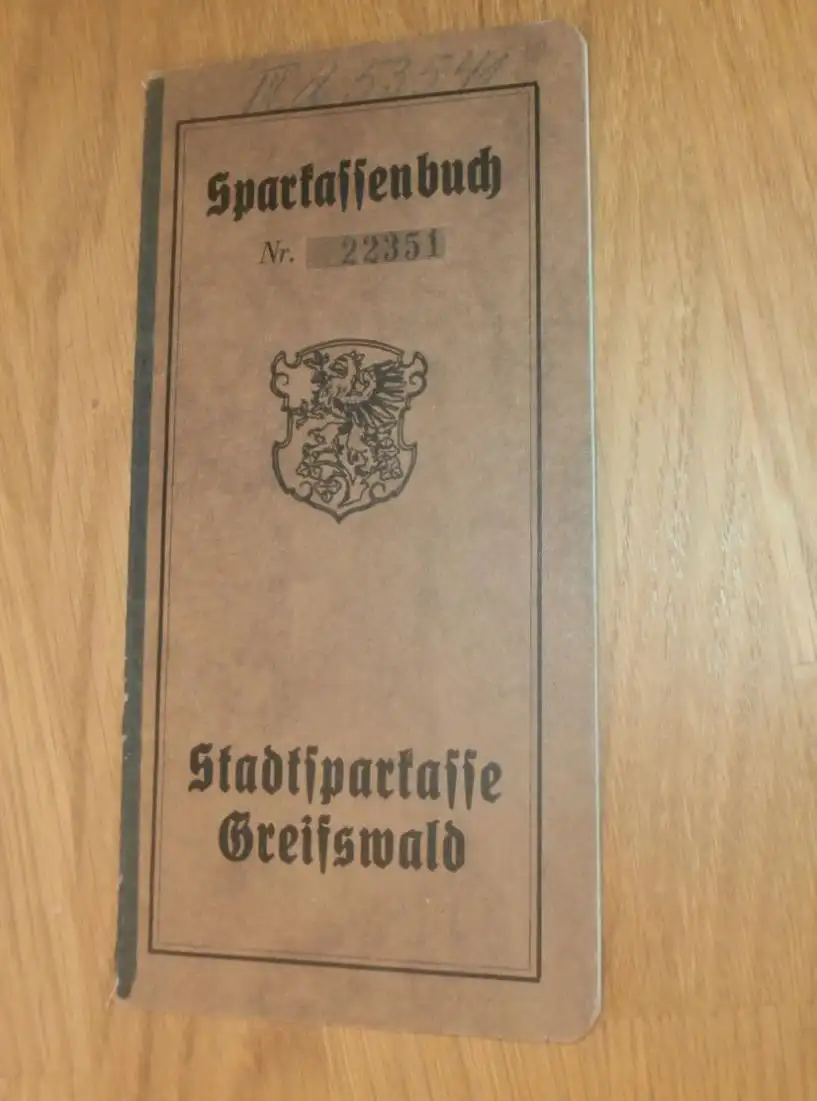 Sparkassenbuch
Nr. 22351
Stadtsparkasse
Greifswald